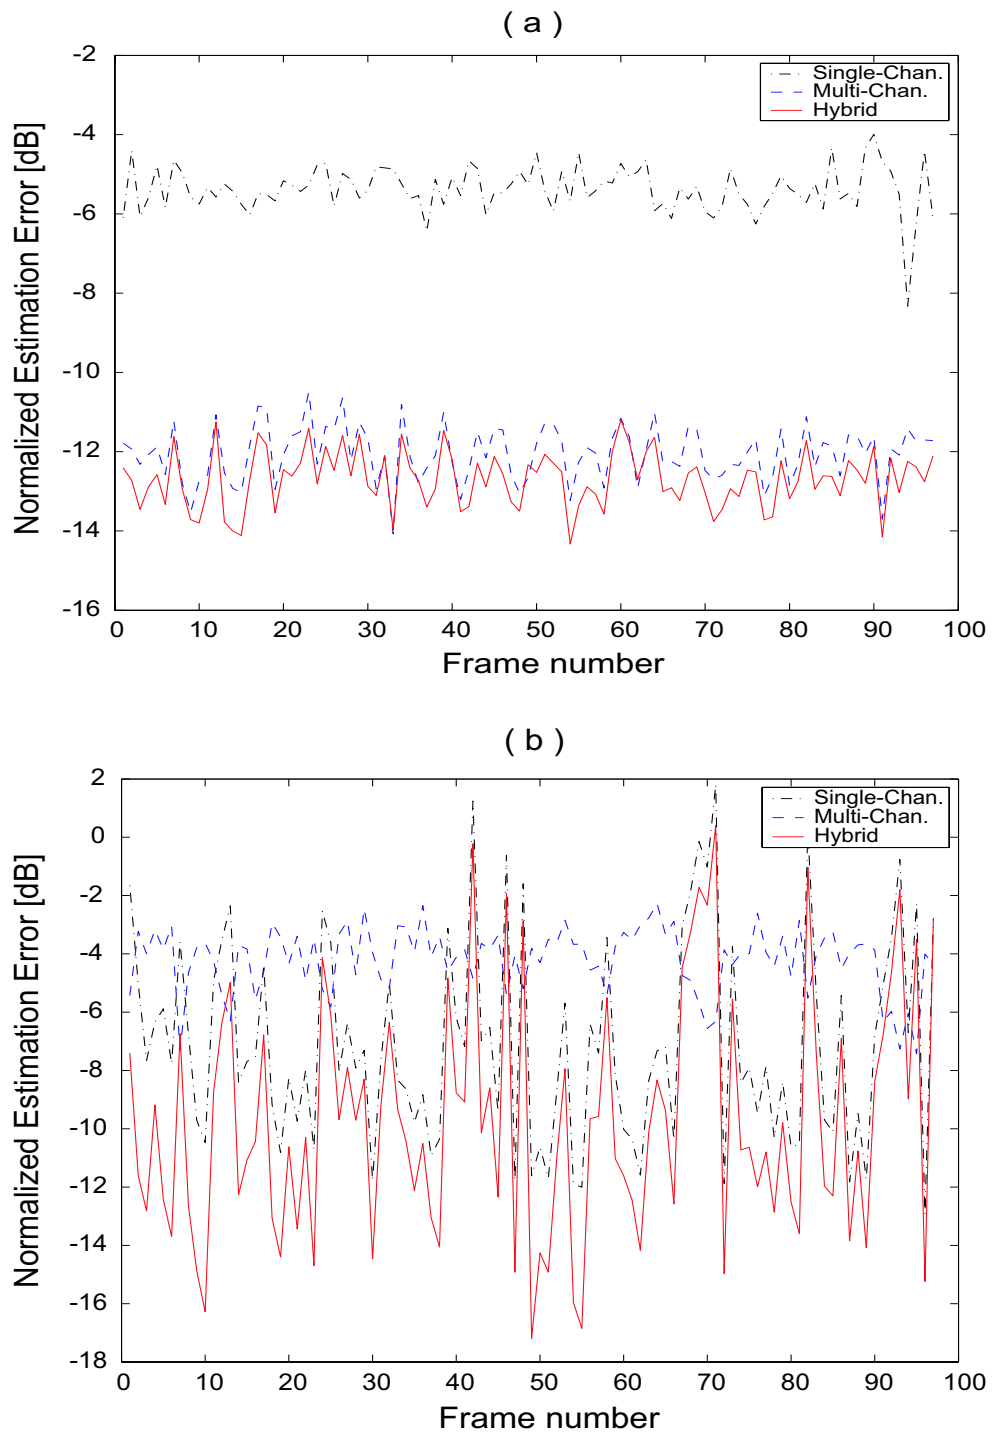 ( a )
-2
-4
-6
-8
-10
-12
-14
-16
Normalized Estimation Error [dB]
Single-Chan.
Multi-Chan.
Hybrid
0 10 20 30 40 50 60 70 80 90 100
Frame number
( b )
2
0
-2
-4
-6
-8
-10
-12
-14
-16
-18
Normalized Estimation Error [dB]
Single-Chan.
Multi-Chan.
Hybrid
0 10 20 30 40 50 60 70 80 90 100
Frame number